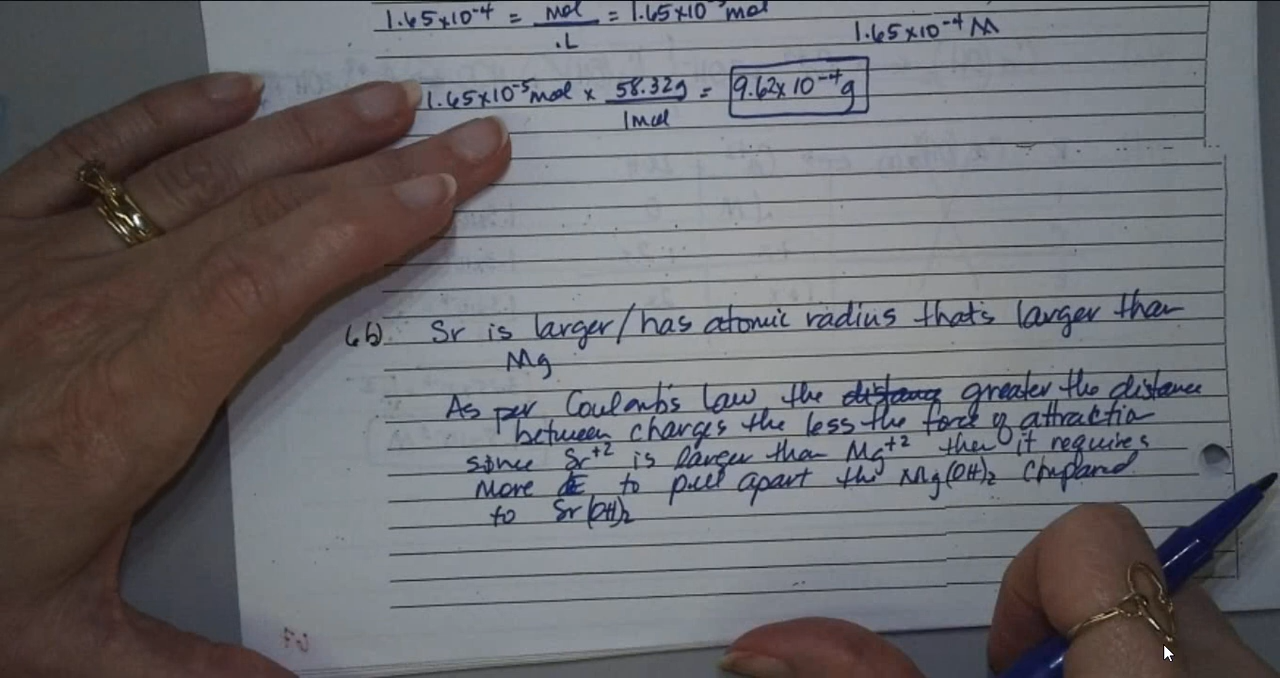 1.65x10⁻⁴ = mol/.L = 1.65x10⁻ mol
1.65x10⁻⁴ M
1.65x10⁻⁵ mol x 58.32g/1mol = 9.62x10⁻⁴g
6b) Sr is larger/has atomic radius that's larger than
Mg
As per Coulomb's Law the distance greater the distance
between charges the less the force of attraction
since Sr⁺² is larger than Mg⁺² then it requires
more E to pull apart the Mg(OH)₂ compared
to Sr(OH)₂